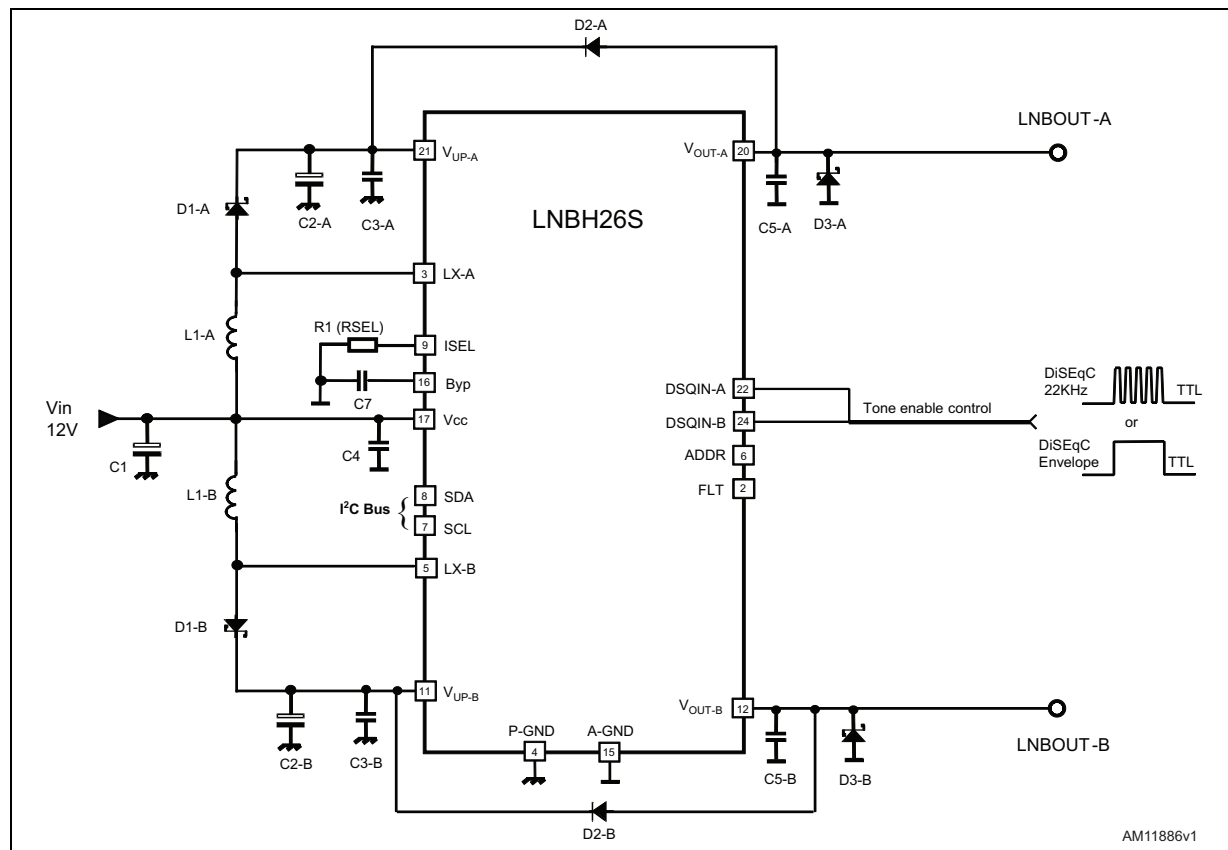 D2-A
LNBOUT-A
21 VUP-A
VOUT-A 20
D1-A
C2-A
C3-A
LNBH26S
C5-A
D3-A
3 LX-A
L1-A
R1 (RSEL)
9 ISEL
16 Byp
C7
DSQIN-A 22
DiSEqC
22KHz
TTL
Vin
12V
17 Vcc
Tone enable control
or
DSQIN-B 24
C1
C4
ADDR 6
DiSEqC
Envelope
TTL
L1-B
8 SDA
FLT 2
I²C Bus {
7 SCL
5 LX-B
D1-B
11 VUP-B
VOUT-B 12
C2-B
C3-B
P-GND
4
A-GND
15
C5-B
D3-B
LNBOUT-B
D2-B
AM11886v1